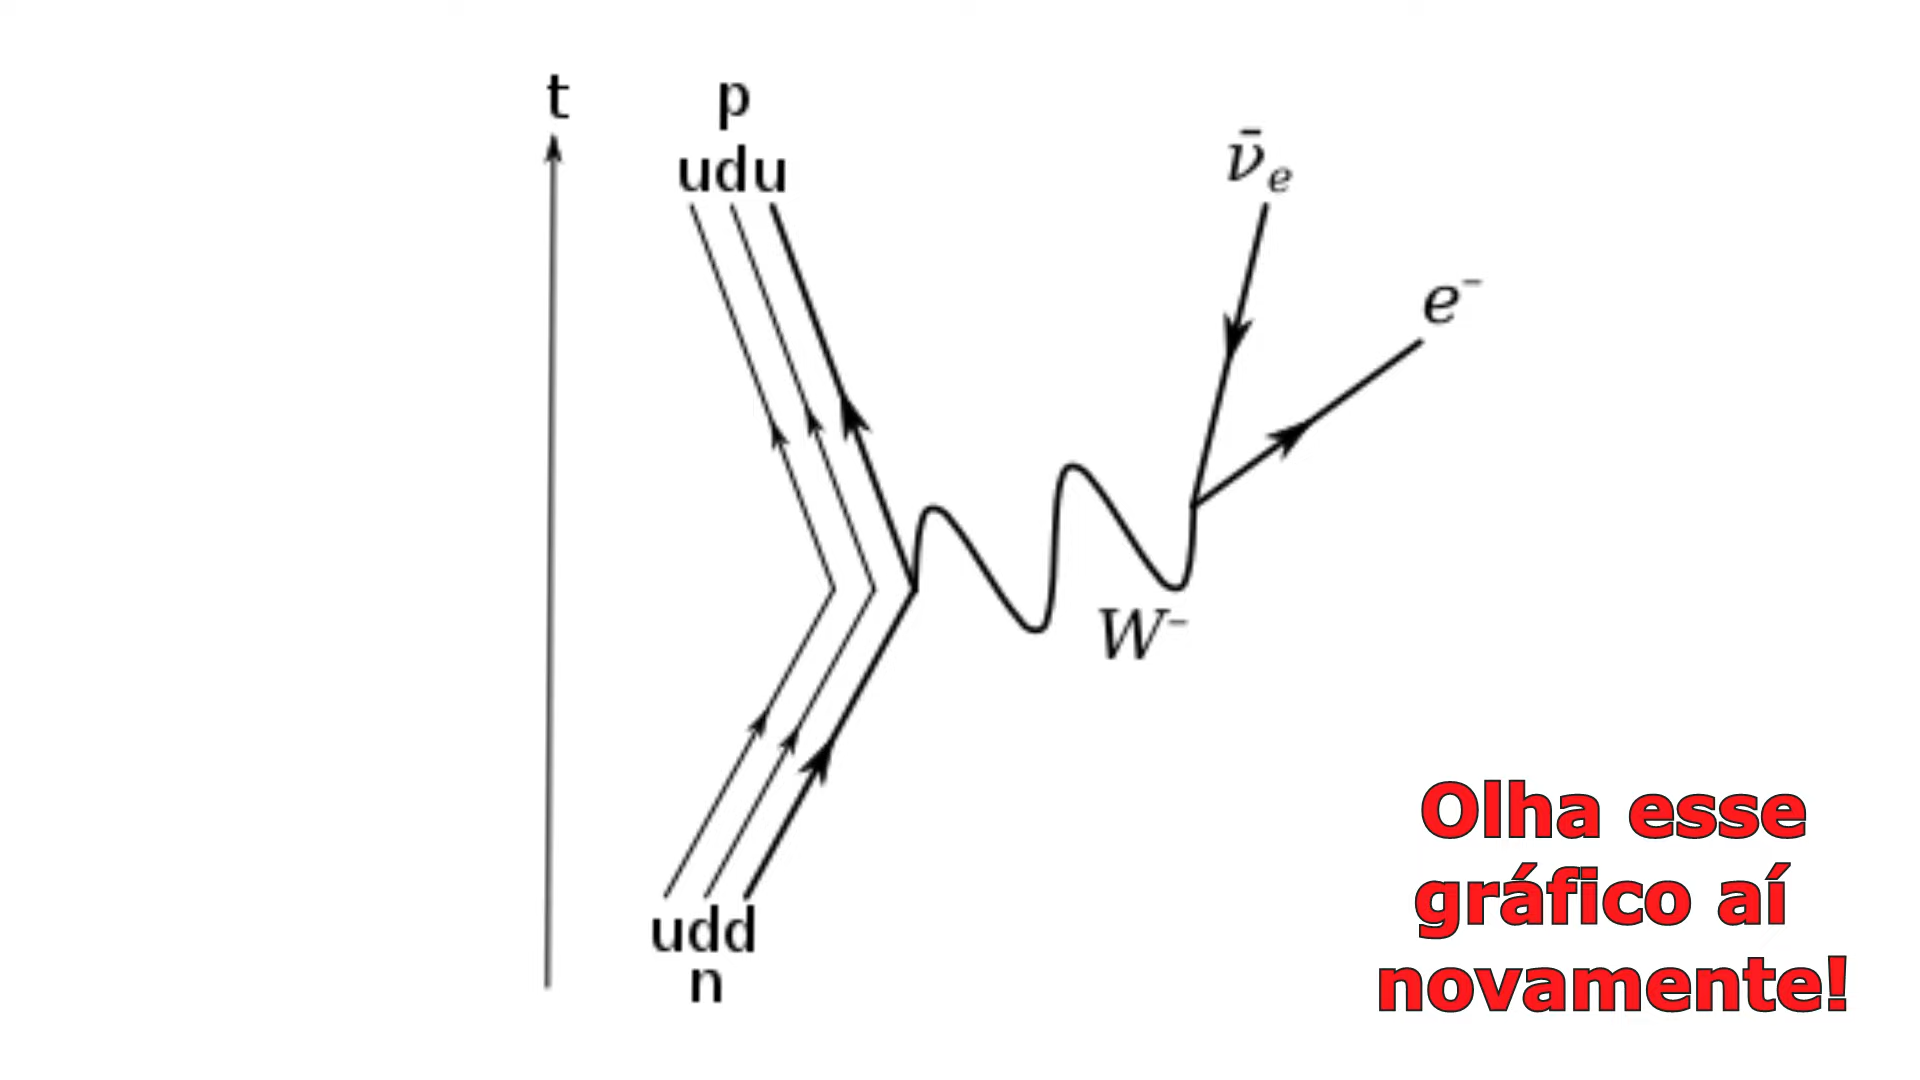 t
p
udu
ν̄ₑ
e⁻
W⁻
udd
n
Olha esse
gráfico aí
novamente!